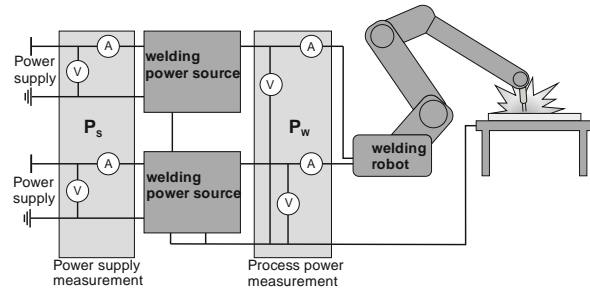 A
V
Power
supply
welding
power source
A
V
Ps
Pw
Power
supply
A
V
welding
power source
A
V
welding
robot
Power supply
measurement
Process power
measurement